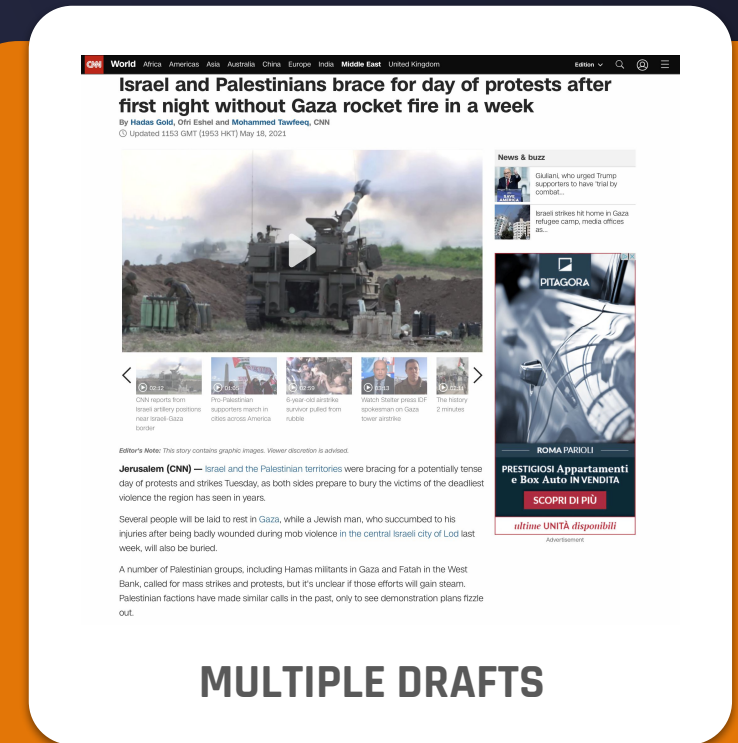 CNN World Africa Americas Asia Australia China Europe India Middle East United Kingdom Edition
Israel and Palestinians brace for day of protests after
first night without Gaza rocket fire in a week
By Hadas Gold, Ofri Eshel and Mohammed Tawfeeq, CNN
Updated 1153 GMT (1953 HKT) May 18, 2021
02:12
CNN reports from
Israeli artillery positions
near Israeli-Gaza
border
01:05
Pro-Palestinian
supporters march in
cities across America
02:59
6-year-old airstrike
survivor pulled from
rubble
Watch Stelter press IDF
spokesman on Gaza
tower airstrike
The history
2 minutes
News & buzz
Giuliani, who urged Trump
supporters to have 'trial by
combat...
SAVE
AMERICA
Israeli strikes hit home in Gaza
refugee camp, media offices
as...
PITAGORA
ROMA PARIOLI
PRESTIGIOSI Appartamenti
e Box Auto IN VENDITA
SCOPRI DI PIÙ
ultime UNITÀ disponibili
Advertisement
Editor's Note: This story contains graphic images. Viewer discretion is advised.
Jerusalem (CNN) — Israel and the Palestinian territories were bracing for a potentially tense
day of protests and strikes Tuesday, as both sides prepare to bury the victims of the deadliest
violence the region has seen in years.
Several people will be laid to rest in Gaza, while a Jewish man, who succumbed to his
injuries after being badly wounded during mob violence in the central Israeli city of Lod last
week, will also be buried.
A number of Palestinian groups, including Hamas militants in Gaza and Fatah in the West
Bank, called for mass strikes and protests, but it's unclear if those efforts will gain steam.
Palestinian factions have made similar calls in the past, only to see demonstration plans fizzle
out.
MULTIPLE DRAFTS